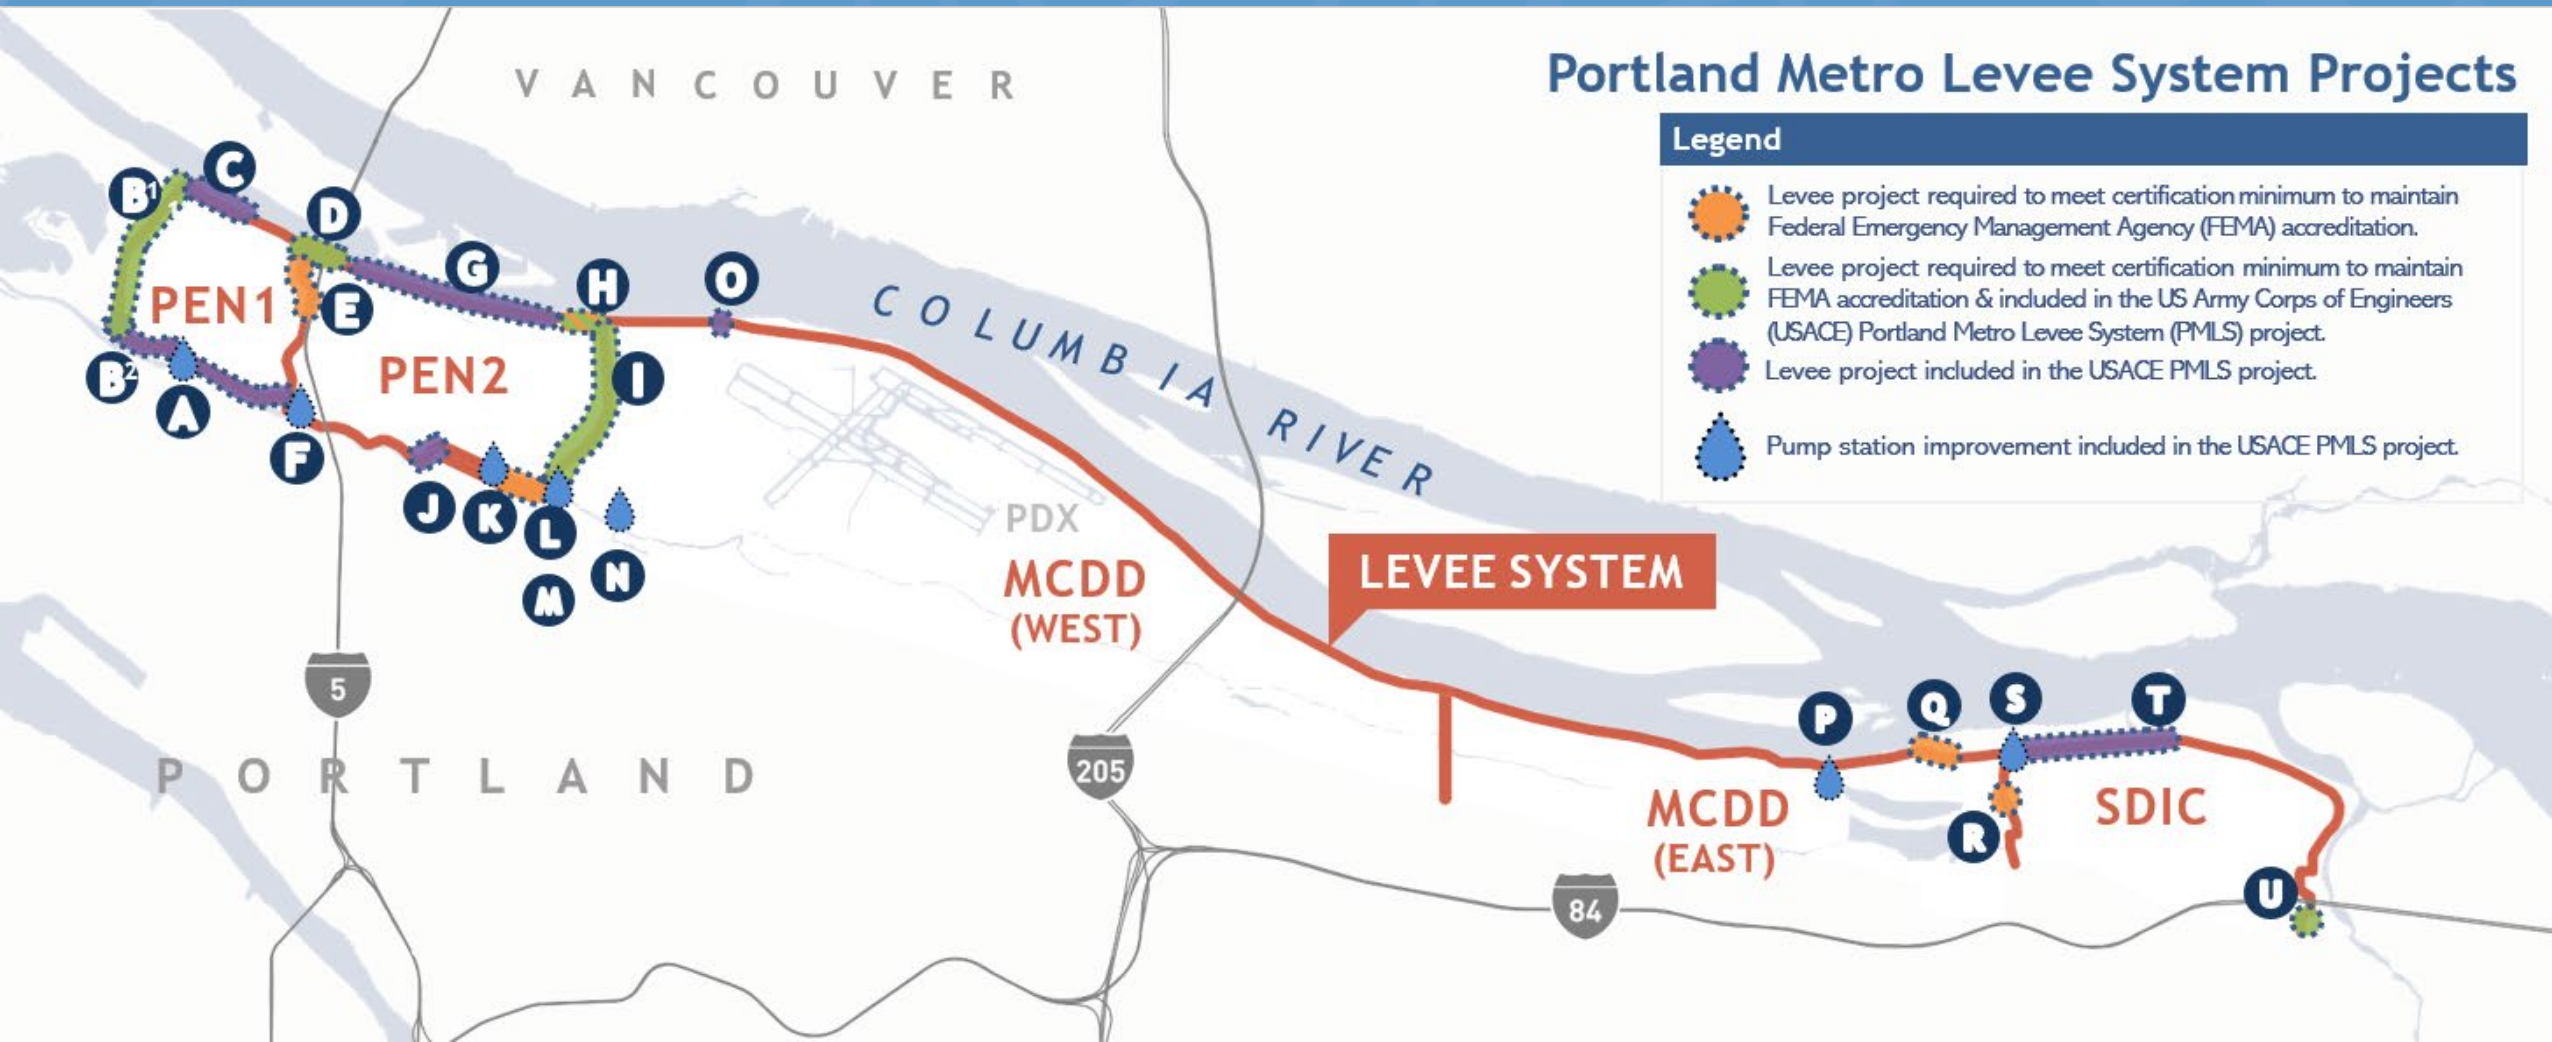 Portland Metro Levee System Projects
Legend
Levee project required to meet certification minimum to maintain
Federal Emergency Management Agency (FEMA) accreditation.
Levee project required to meet certification minimum to maintain
FEMA accreditation & included in the US Army Corps of Engineers
(USACE) Portland Metro Levee System (PMLS) project.
Levee project included in the USACE PMLS project.
Pump station improvement included in the USACE PMLS project.
VANCOUVER
C
B1
1
D
G
H
O
PEN1
E
COLUMBIA RIVER
PEN2
B2
A
I
F
J
K
L
M
N
PDX
MCDD
(WEST)
LEVEE SYSTEM
5
PORTLAND
205
P
Q
S
T
MCDD
(EAST)
SDIC
R
84
U